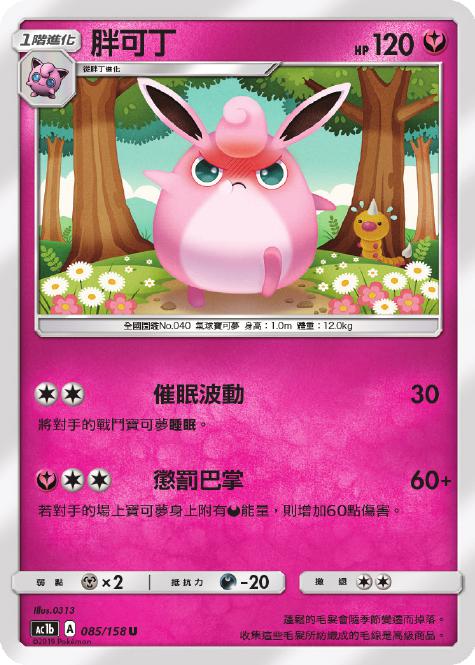 1階進化 胖可丁 HP 120
從胖丁進化
全國圖鑑No.040 氣球寶可夢 身高：1.0m 體重：12.0kg
催眠波動 30
將對手的戰鬥寶可夢睡眠。
懲罰巴掌 60+
若對手的場上寶可夢身上附有能量，則增加60點傷害。
弱點 ×2 抵抗力 -20 撤退
Illus.0313
AC1b A 085/158 U
©2019 Pokémon
蓬鬆的毛髮會隨季節變遷而掉落。
收集這些毛髮所紡織成的毛線是高級商品。